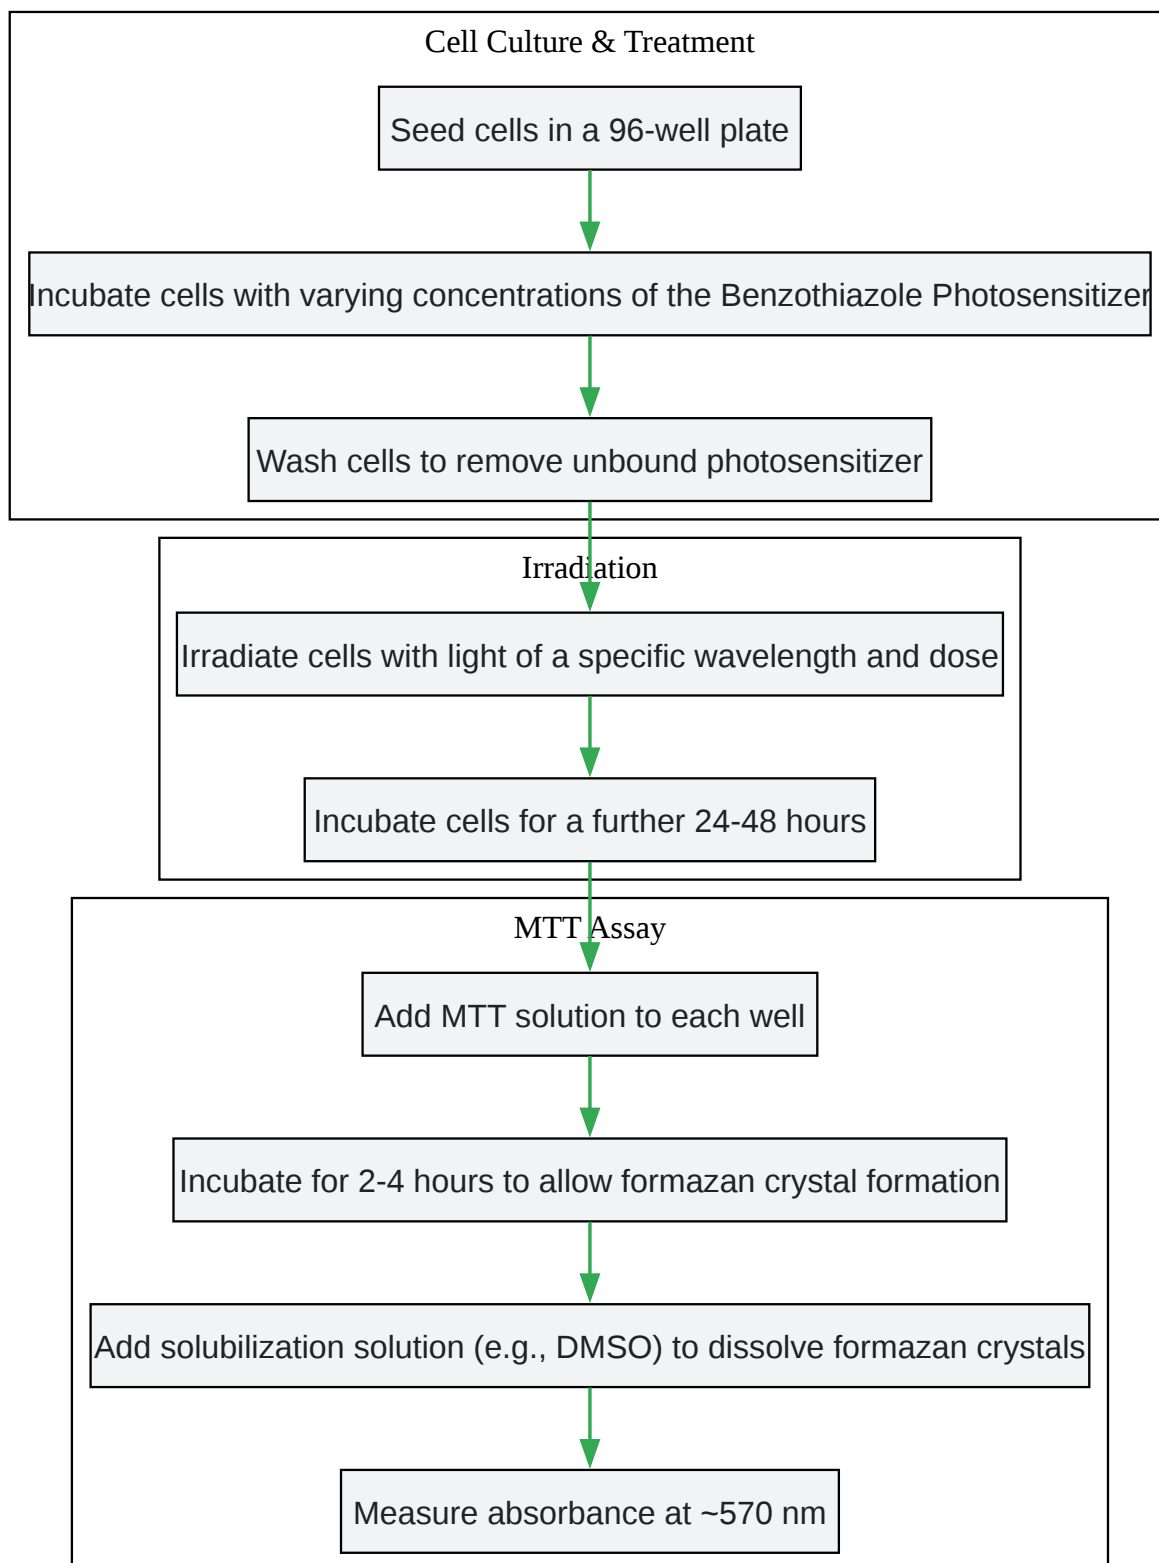 Cell Culture & Treatment
Seed cells in a 96-well plate
Incubate cells with varying concentrations of the Benzothiazole Photosensitizer
Wash cells to remove unbound photosensitizer
Irradiation
Irradiate cells with light of a specific wavelength and dose
Incubate cells for a further 24-48 hours
MTT Assay
Add MTT solution to each well
Incubate for 2-4 hours to allow formazan crystal formation
Add solubilization solution (e.g., DMSO) to dissolve formazan crystals
Measure absorbance at ~570 nm